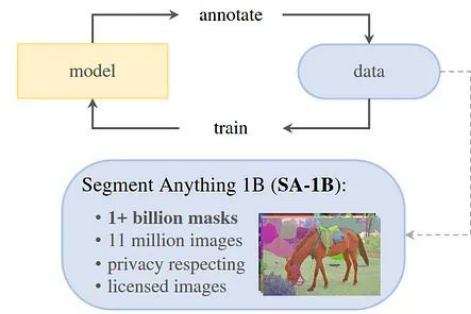 annotate
model
data
train
Segment Anything 1B (SA-1B):
• 1+ billion masks
• 11 million images
• privacy respecting
• licensed images